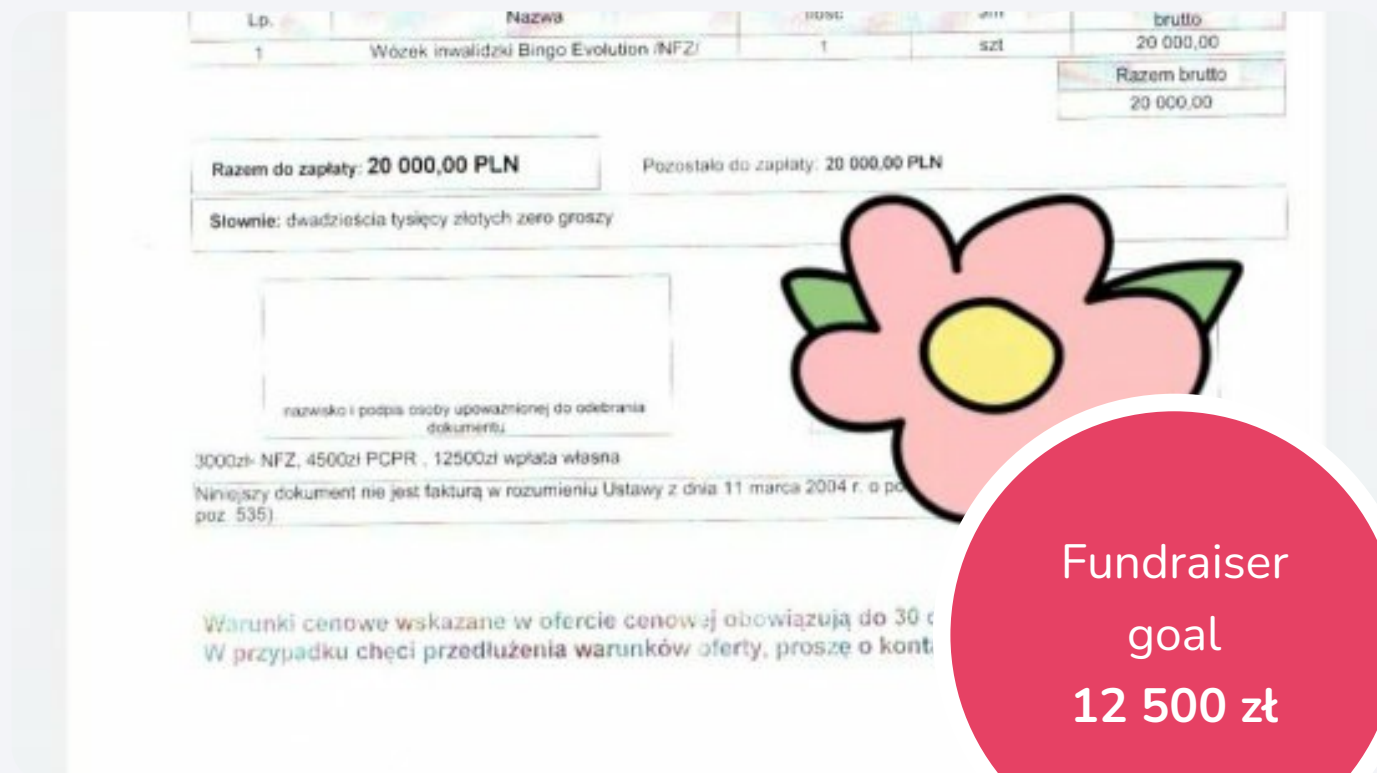 Lp. Nazwa Ilość Jm brutto
1 Wózek inwalidzki Bingo Evolution /NFZ/ 1 szt 20 000,00
Razem brutto
20 000,00
Razem do zapłaty: 20 000,00 PLN Pozostało do zapłaty: 20 000,00 PLN
Słownie: dwadzieścia tysięcy złotych zero groszy
nazwisko i podpis osoby upoważnionej do odebrania
dokumentu
3000zł- NFZ, 4500zł PCPR , 12500zł wpłata własna
Niniejszy dokument nie jest fakturą w rozumieniu Ustawy z dnia 11 marca 2004 r. o po
poz. 535)
Warunki cenowe wskazane w ofercie cenowej obowiązują do 30 d
W przypadku chęci przedłużenia warunków oferty, proszę o konta
Fundraiser
goal
12 500 zł